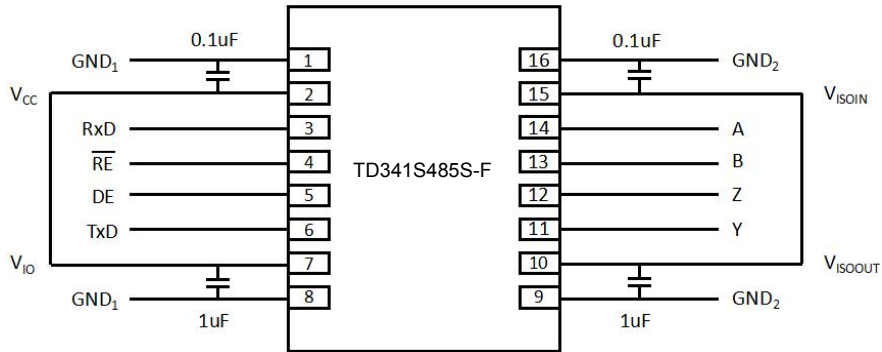 0.1uF
0.1uF
GND1
1
16
GND2
VCC
2
15
VISOIN
RxD
3
14
A
RE
4
13
B
TD341S485S-F
DE
5
12
Z
TxD
6
11
Y
VIO
7
10
VISOOUT
GND1
8
9
GND2
1uF
1uF